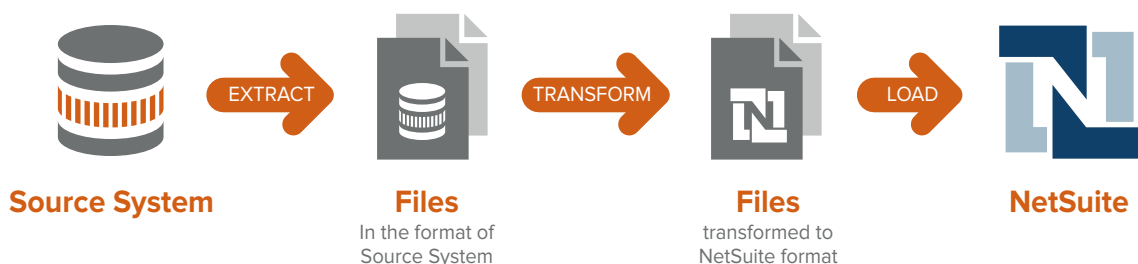 EXTRACT
TRANSFORM
LOAD
Source System
Files
In the format of
Source System
Files
transformed to
NetSuite format
NetSuite